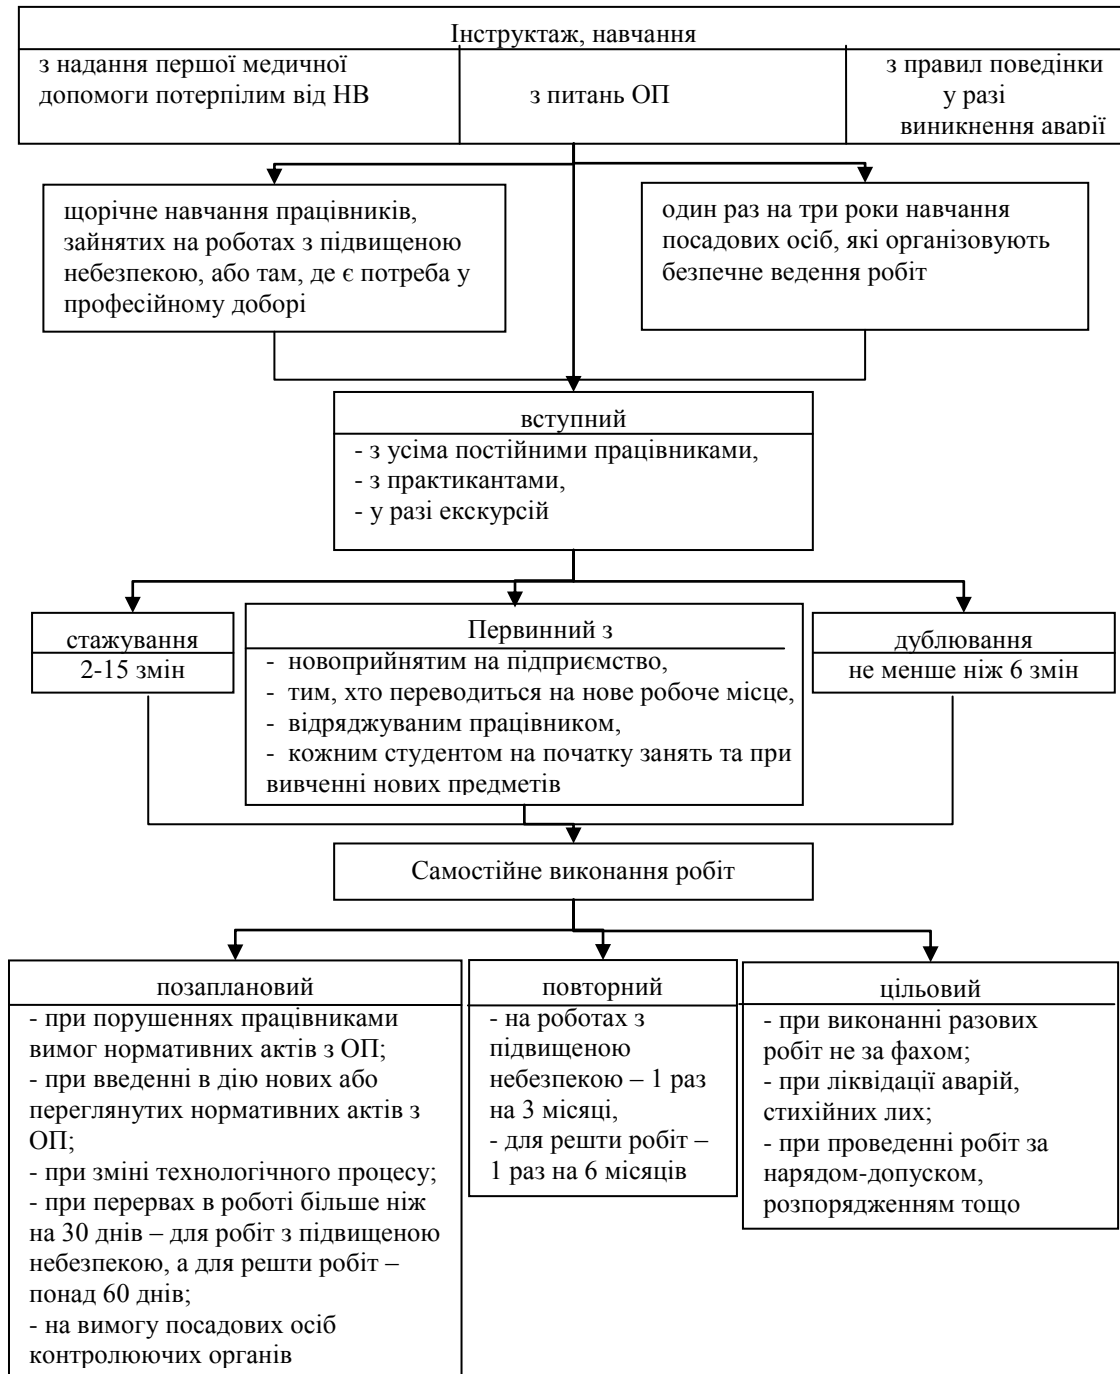 Інструктаж, навчання
з надання першої медичної
допомоги потерпілим від НВ
з питань ОП
з правил поведінки
у разі
виникнення аварії
щорічне навчання працівників,
зайнятих на роботах з підвищеною
небезпекою, або там, де є потреба у
професійному доборі
один раз на три роки навчання
посадових осіб, які організовують
безпечне ведення робіт
вступний
- з усіма постійними працівниками,
- з практикантами,
- у разі екскурсій
стажування
2-15 змін
Первинний з
- новоприйнятим на підприємство,
- тим, хто переводиться на нове робоче місце,
- відряджуваним працівником,
- кожним студентом на початку занять та при
вивченні нових предметів
дублювання
не менше ніж 6 змін
Самостійне виконання робіт
позаплановий
- при порушеннях працівниками
вимог нормативних актів з ОП;
- при введенні в дію нових або
переглянутих нормативних актів з
ОП;
- при зміні технологічного процесу;
- при перервах в роботі більше ніж
на 30 днів – для робіт з підвищеною
небезпекою, а для решти робіт –
понад 60 днів;
- на вимогу посадових осіб
контролюючих органів
повторний
- на роботах з
підвищеною
небезпекою – 1 раз
на 3 місяці,
- для решти робіт –
1 раз на 6 місяців
цільовий
- при виконанні разових
робіт не за фахом;
- при ліквідації аварій,
стихійних лих;
- при проведенні робіт за
нарядом-допуском,
розпорядженням тощо